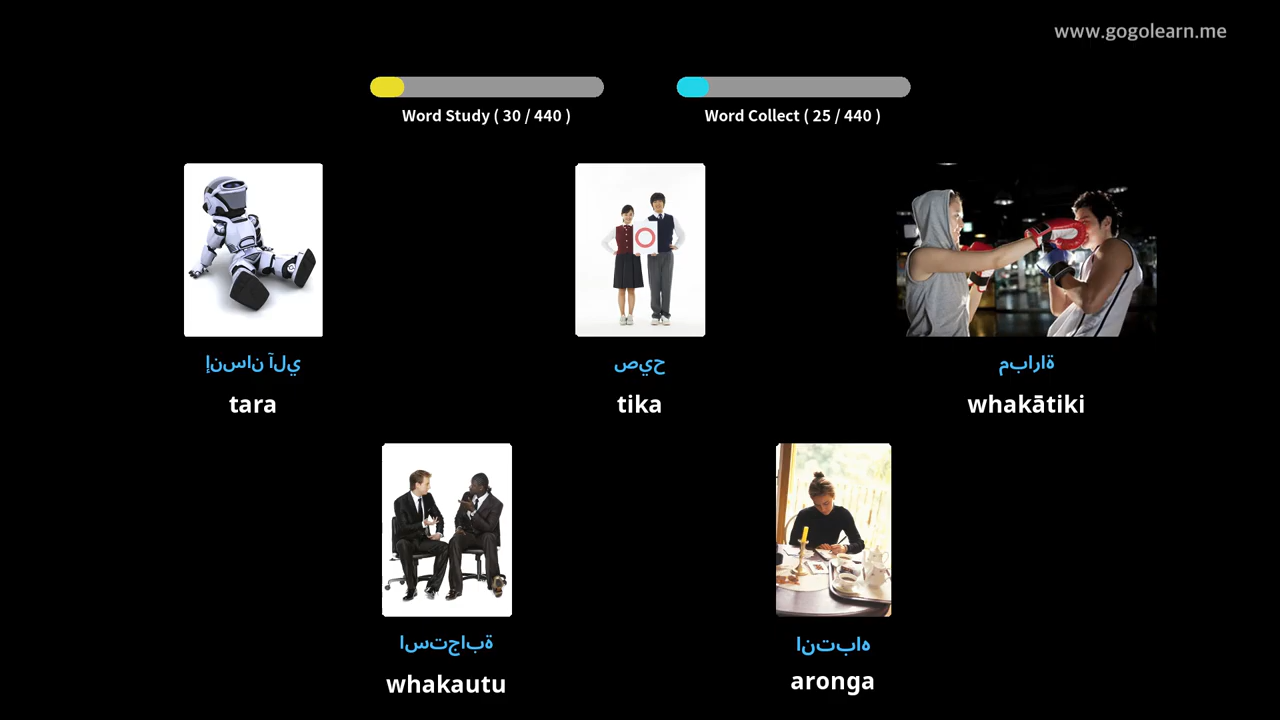 www.gogolearn.me
Word Study ( 30 / 440 )
Word Collect ( 25 / 440 )
إنسان آلي
صيح
مباراة
tara
tika
whakātiki
استجابة
انتباه
whakautu
aronga